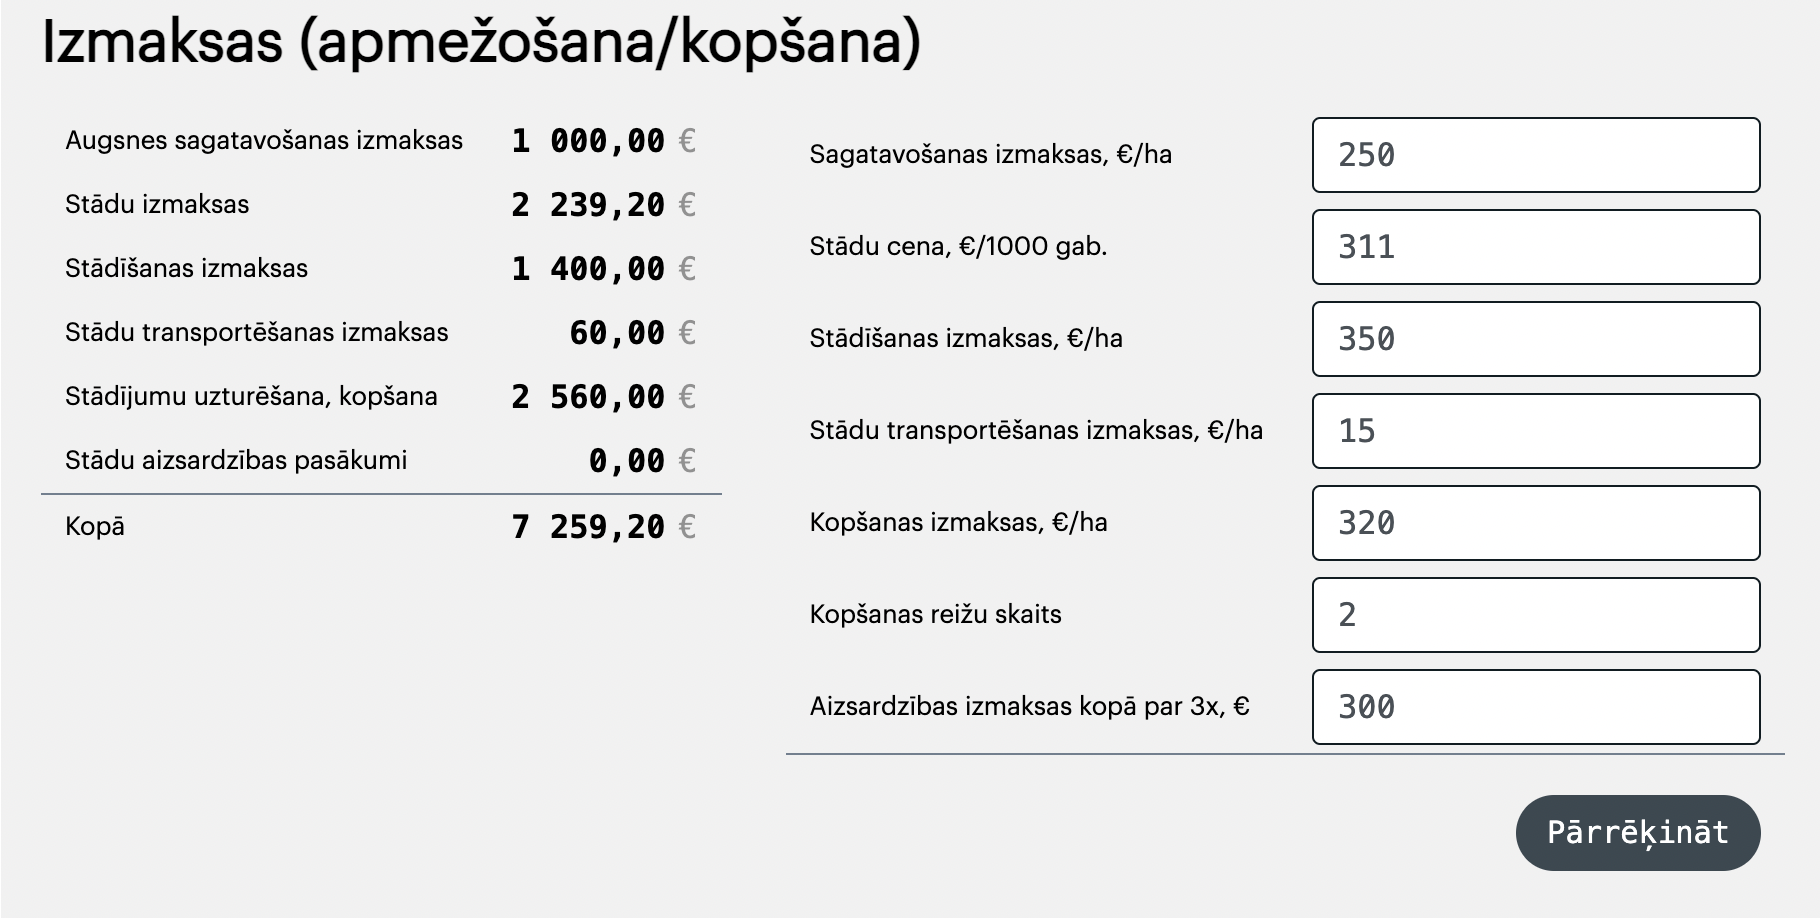 Izmaksas (apmežošana/kopšana)
Augsnes sagatavošanas izmaksas 1 000,00 €
Stādu izmaksas 2 239,20 €
Stādīšanas izmaksas 1 400,00 €
Stādu transportēšanas izmaksas 60,00 €
Stādījumu uzturēšana, kopšana 2 560,00 €
Stādu aizsardzības pasākumi 0,00 €
Kopā 7 259,20 €
Sagatavošanas izmaksas, €/ha 250
Stādu cena, €/1000 gab. 311
Stādīšanas izmaksas, €/ha 350
Stādu transportēšanas izmaksas, €/ha 15
Kopšanas izmaksas, €/ha 320
Kopšanas reižu skaits 2
Aizsardzības izmaksas kopā par 3x, € 300
Pārrēķināt